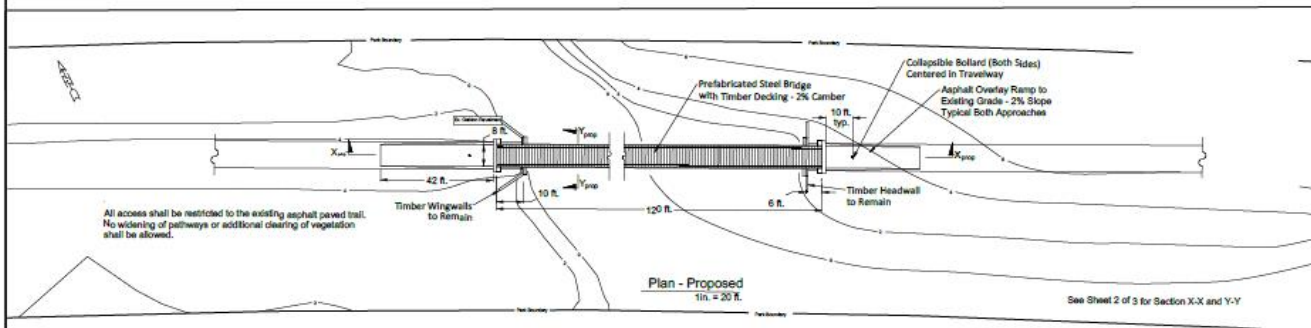 Park Boundary
Park Boundary
Collapsible Bollard (Both Sides)
Centered in Travelway
Prefabricated Steel Bridge
with Timber Decking - 2% Camber
Asphalt Overlay Ramp to
Existing Grade - 2% Slope
Typical Both Approaches
10 ft.
typ.
8 ft.
Yprop
X
Xprop
Yprop
42 ft.
10 ft.
Timber Wingwalls
to Remain
120 ft.
6 ft.
Timber Headwall
to Remain
All access shall be restricted to the existing asphalt paved trail.
No widening of pathways or additional clearing of vegetation
shall be allowed.
Plan - Proposed
1in. = 20 ft.
See Sheet 2 of 3 for Section X-X and Y-Y
Park Boundary
Park Boundary